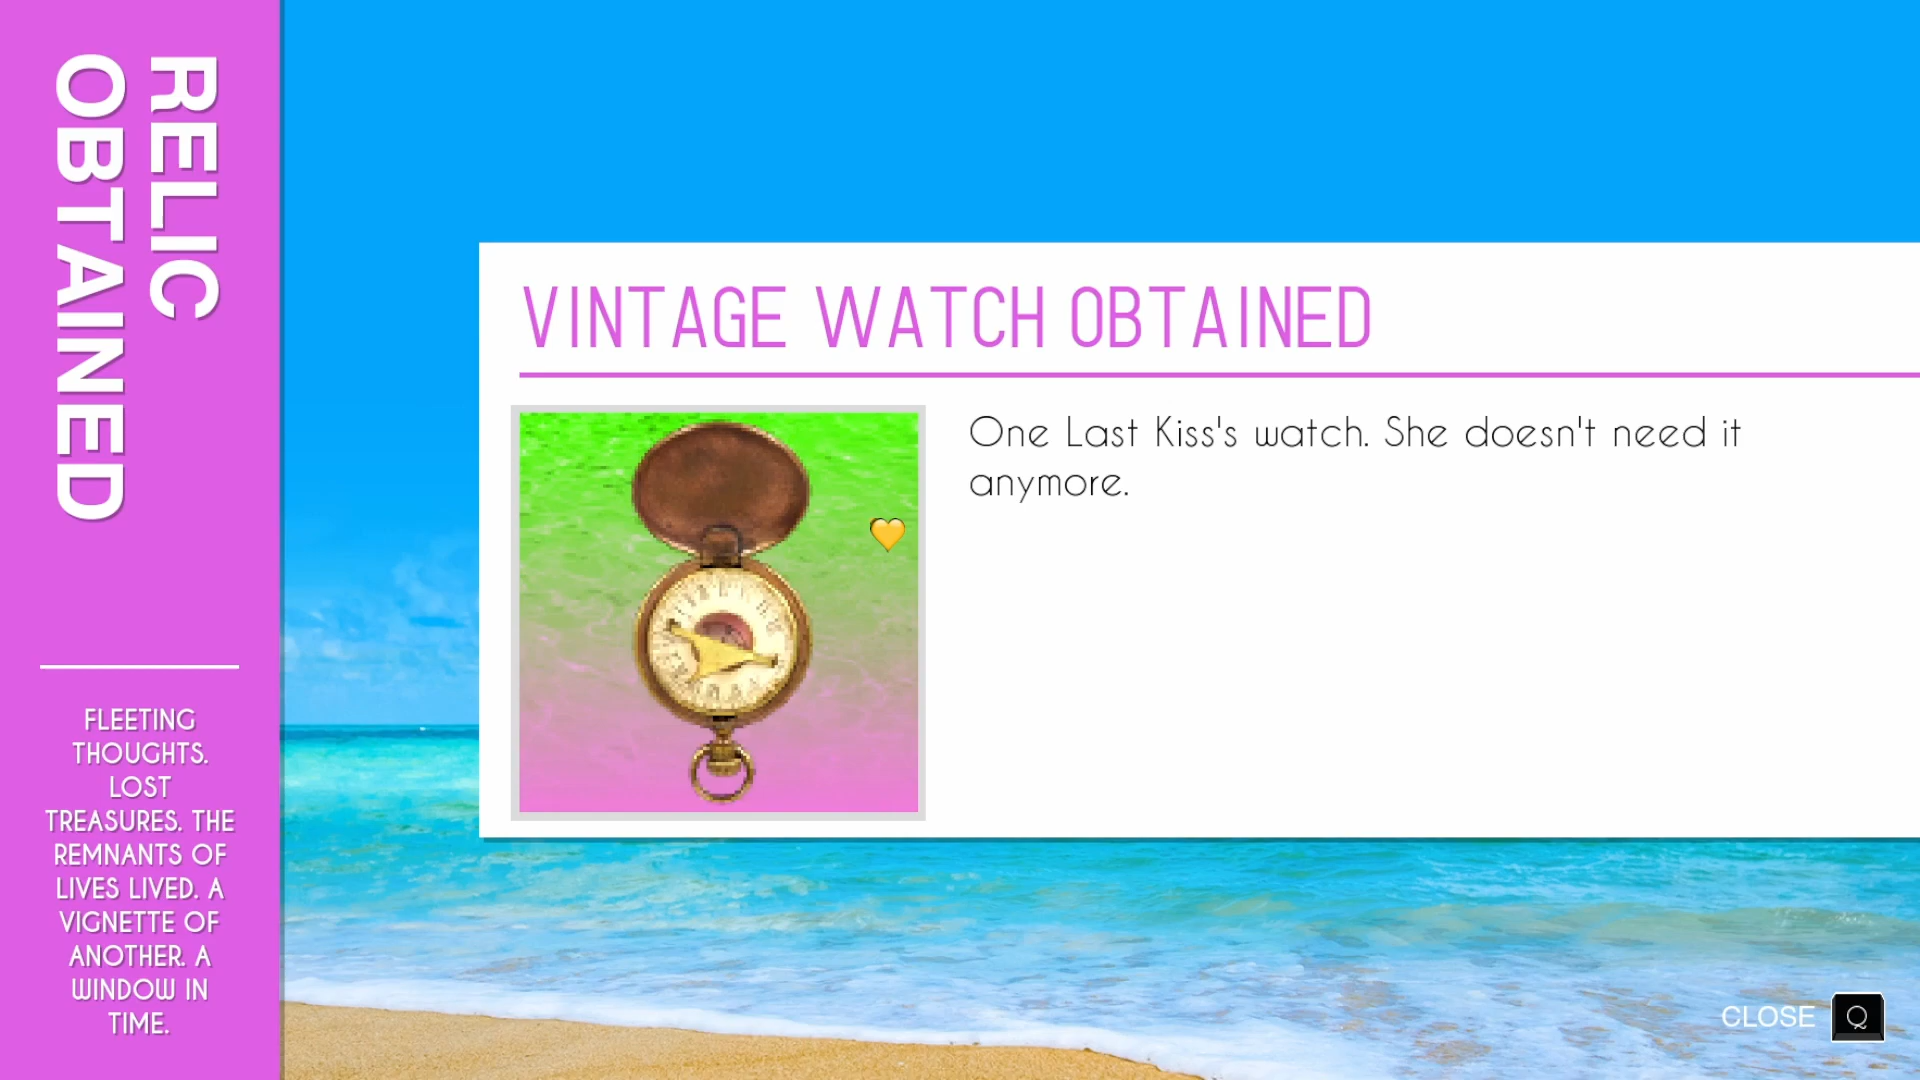 RELIC
OBTAINED
FLEETING
THOUGHTS.
LOST
TREASURES. THE
REMNANTS OF
LIVES LIVED. A
VIGNETTE OF
ANOTHER. A
WINDOW IN
TIME.
VINTAGE WATCH OBTAINED
One Last Kiss's watch. She doesn't need it
anymore.
CLOSE Q